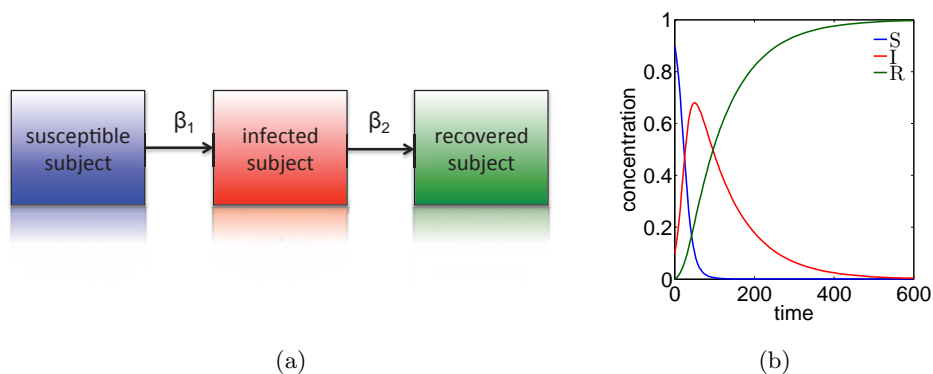 susceptible
subject
β1
infected
subject
β2
recovered
subject
(a)
1
0.8
0.6
0.4
0.2
0
concentration
S
I
R
0
200
400
600
time
(b)